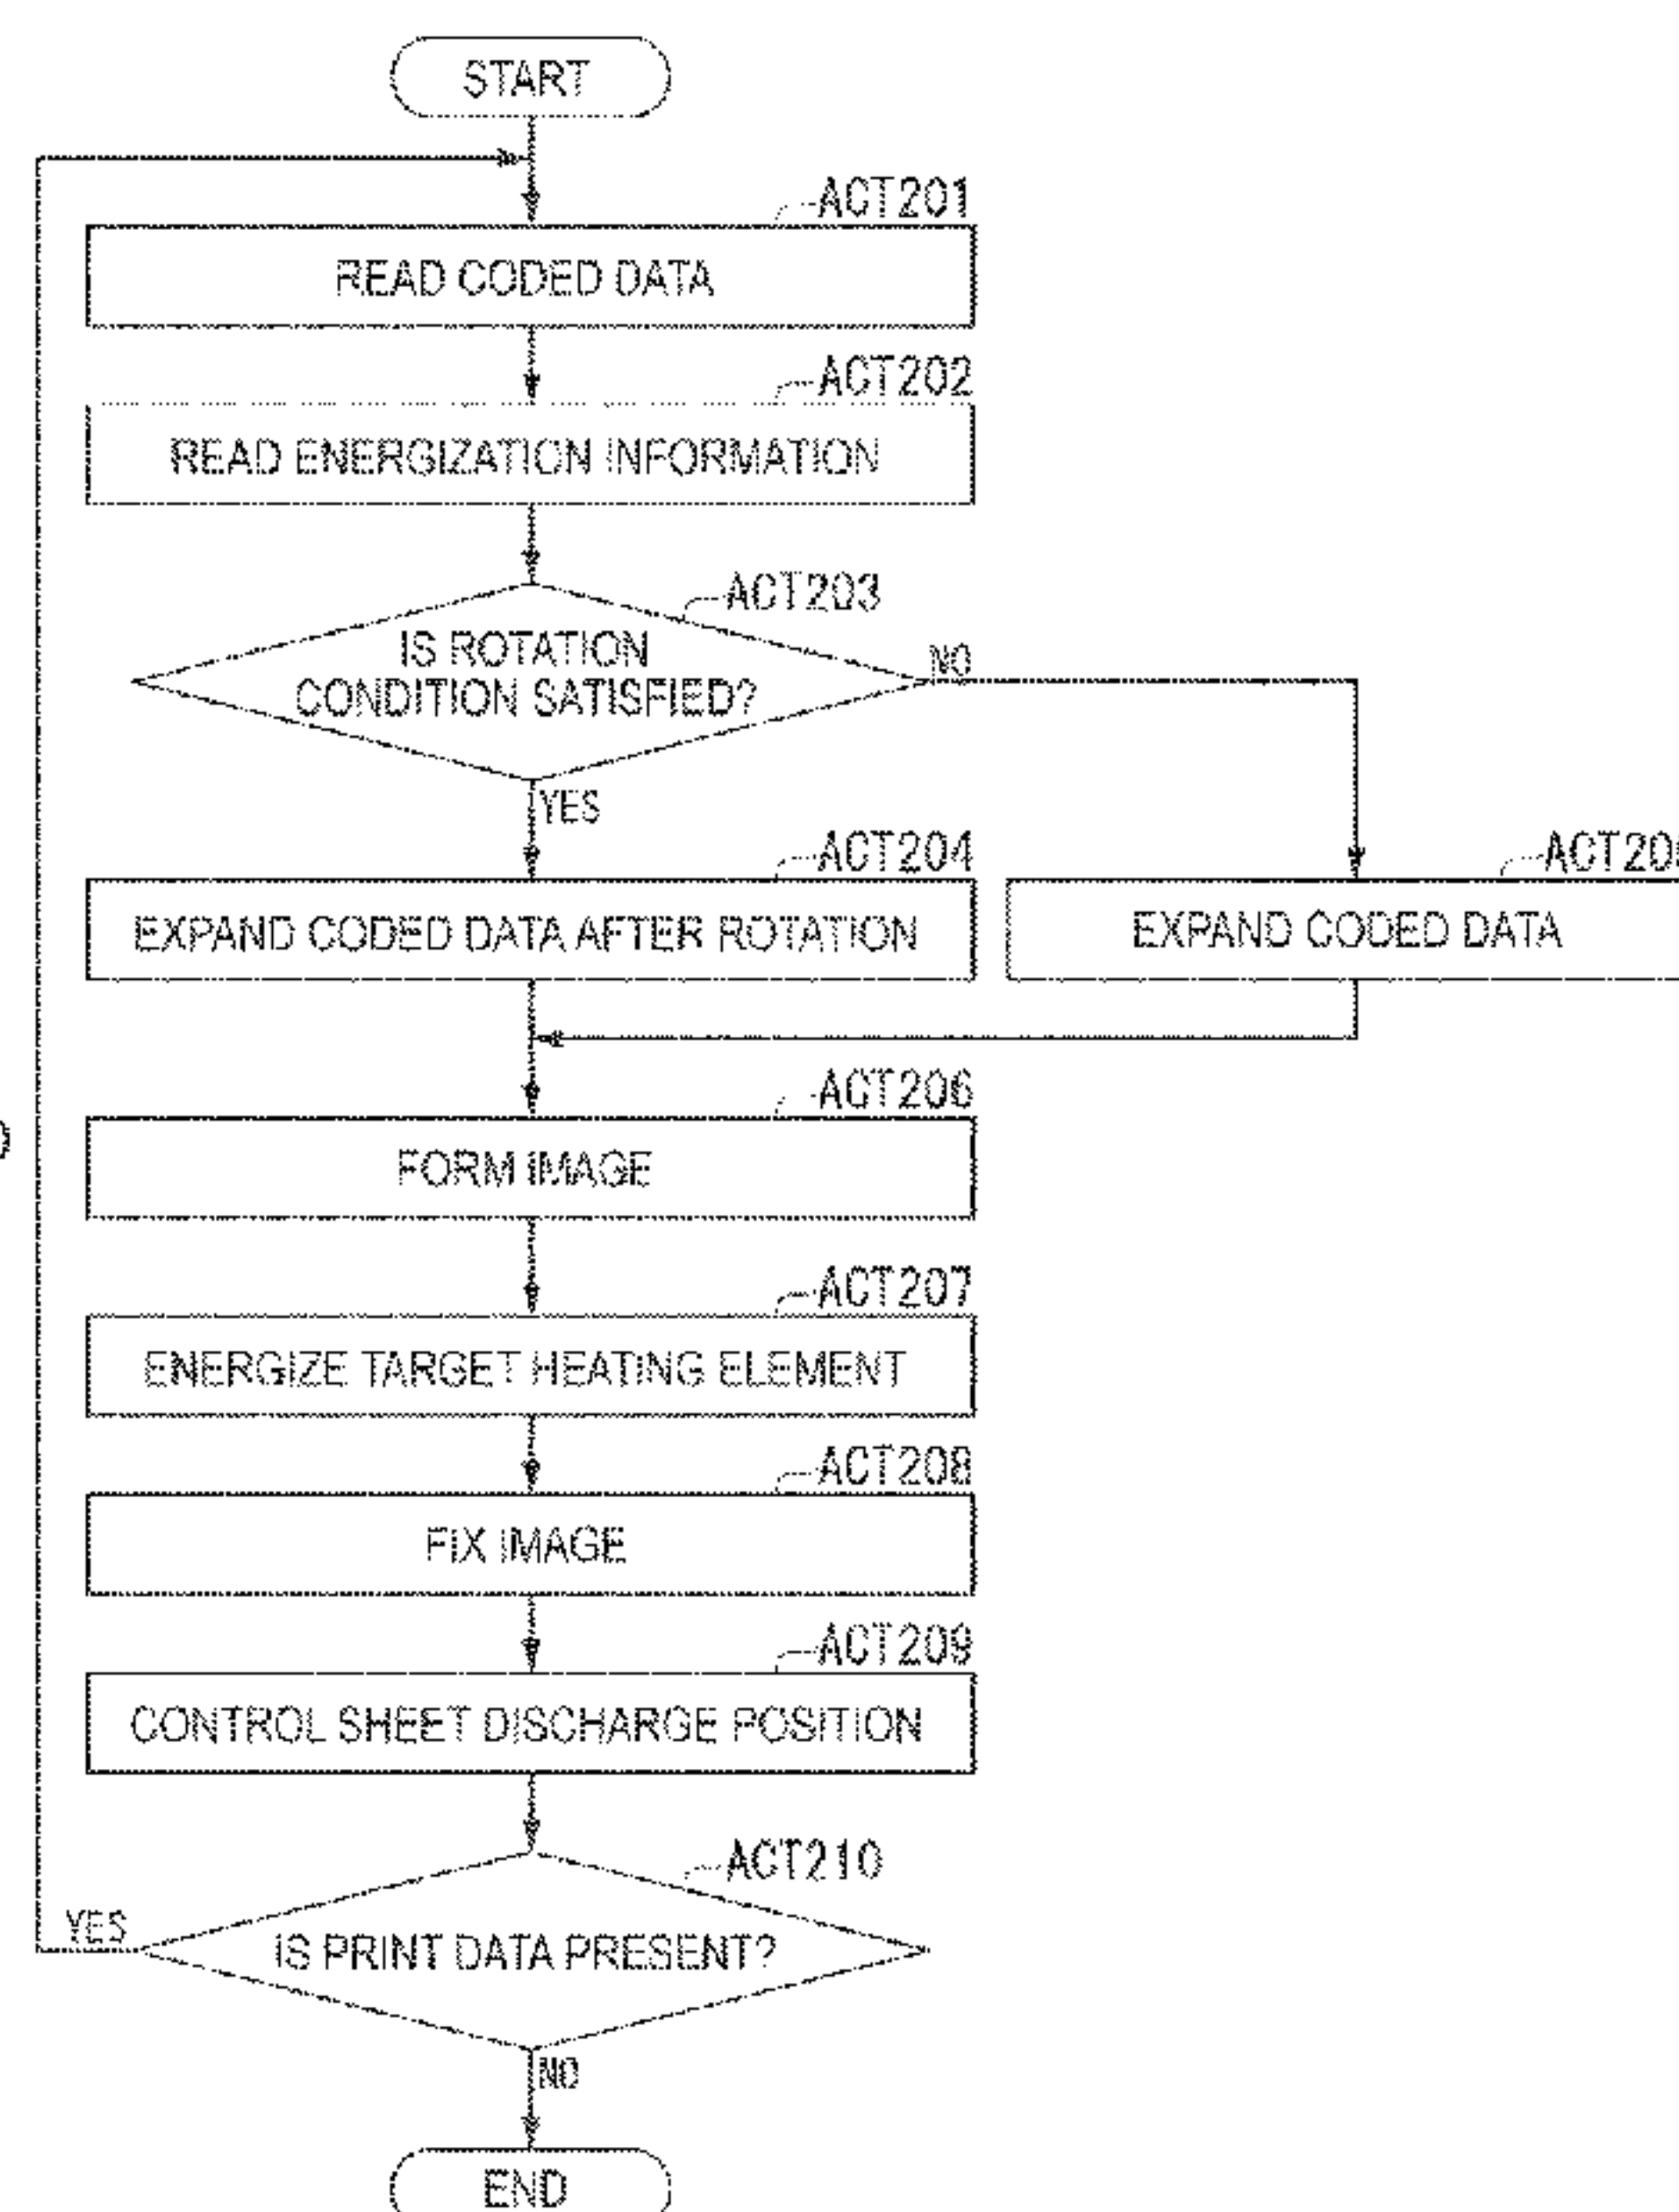 START
ACT201
READ CODED DATA
ACT202
READ ENERGIZATION INFORMATION
ACT203
IS ROTATION
CONDITION SATISFIED?
NO
YES
ACT204
EXPAND CODED DATA AFTER ROTATION
EXPAND CODED DATA
ACT206
FORM IMAGE
ACT207
ENERGIZE TARGET HEATING ELEMENT
ACT208
FIX IMAGE
ACT209
CONTROL SHEET DISCHARGE POSITION
ACT210
YES
IS PRINT DATA PRESENT?
NO
END